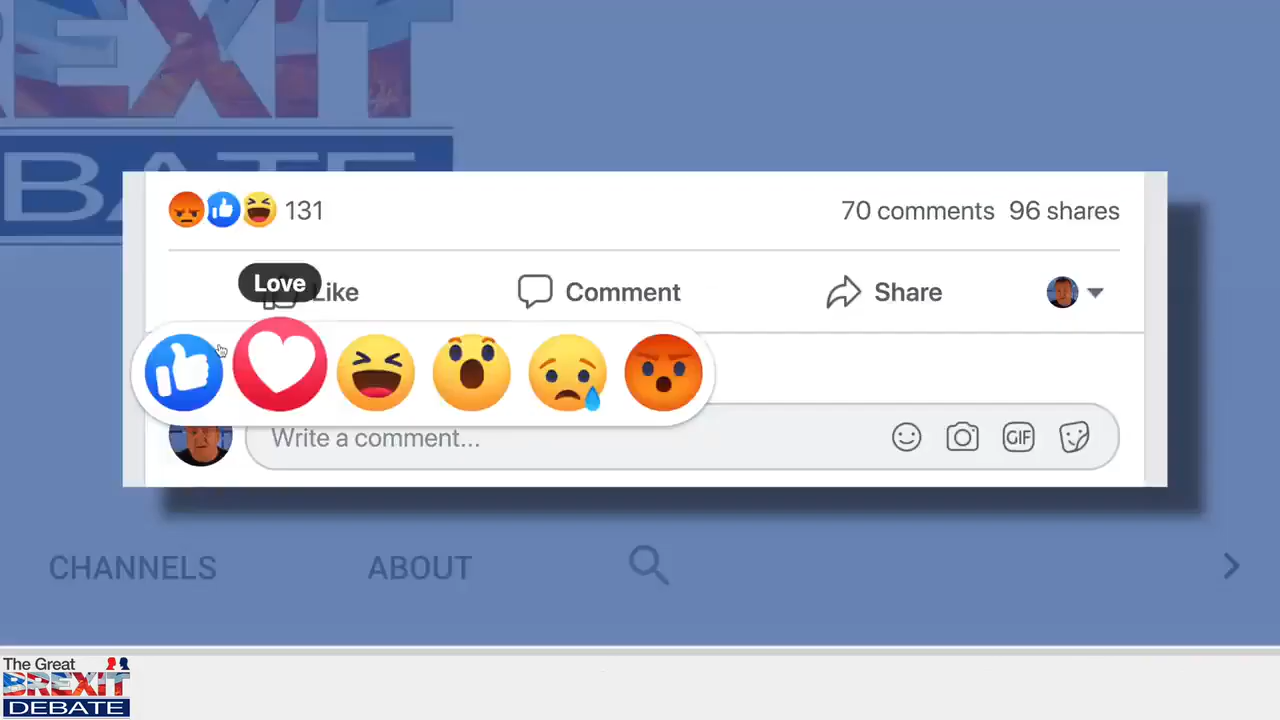 BREXIT
DEBATE
131
70 comments 96 shares
Love
Like
Comment
Share
Write a comment...
GIF
CHANNELS
ABOUT
The Great
BREXIT
DEBATE